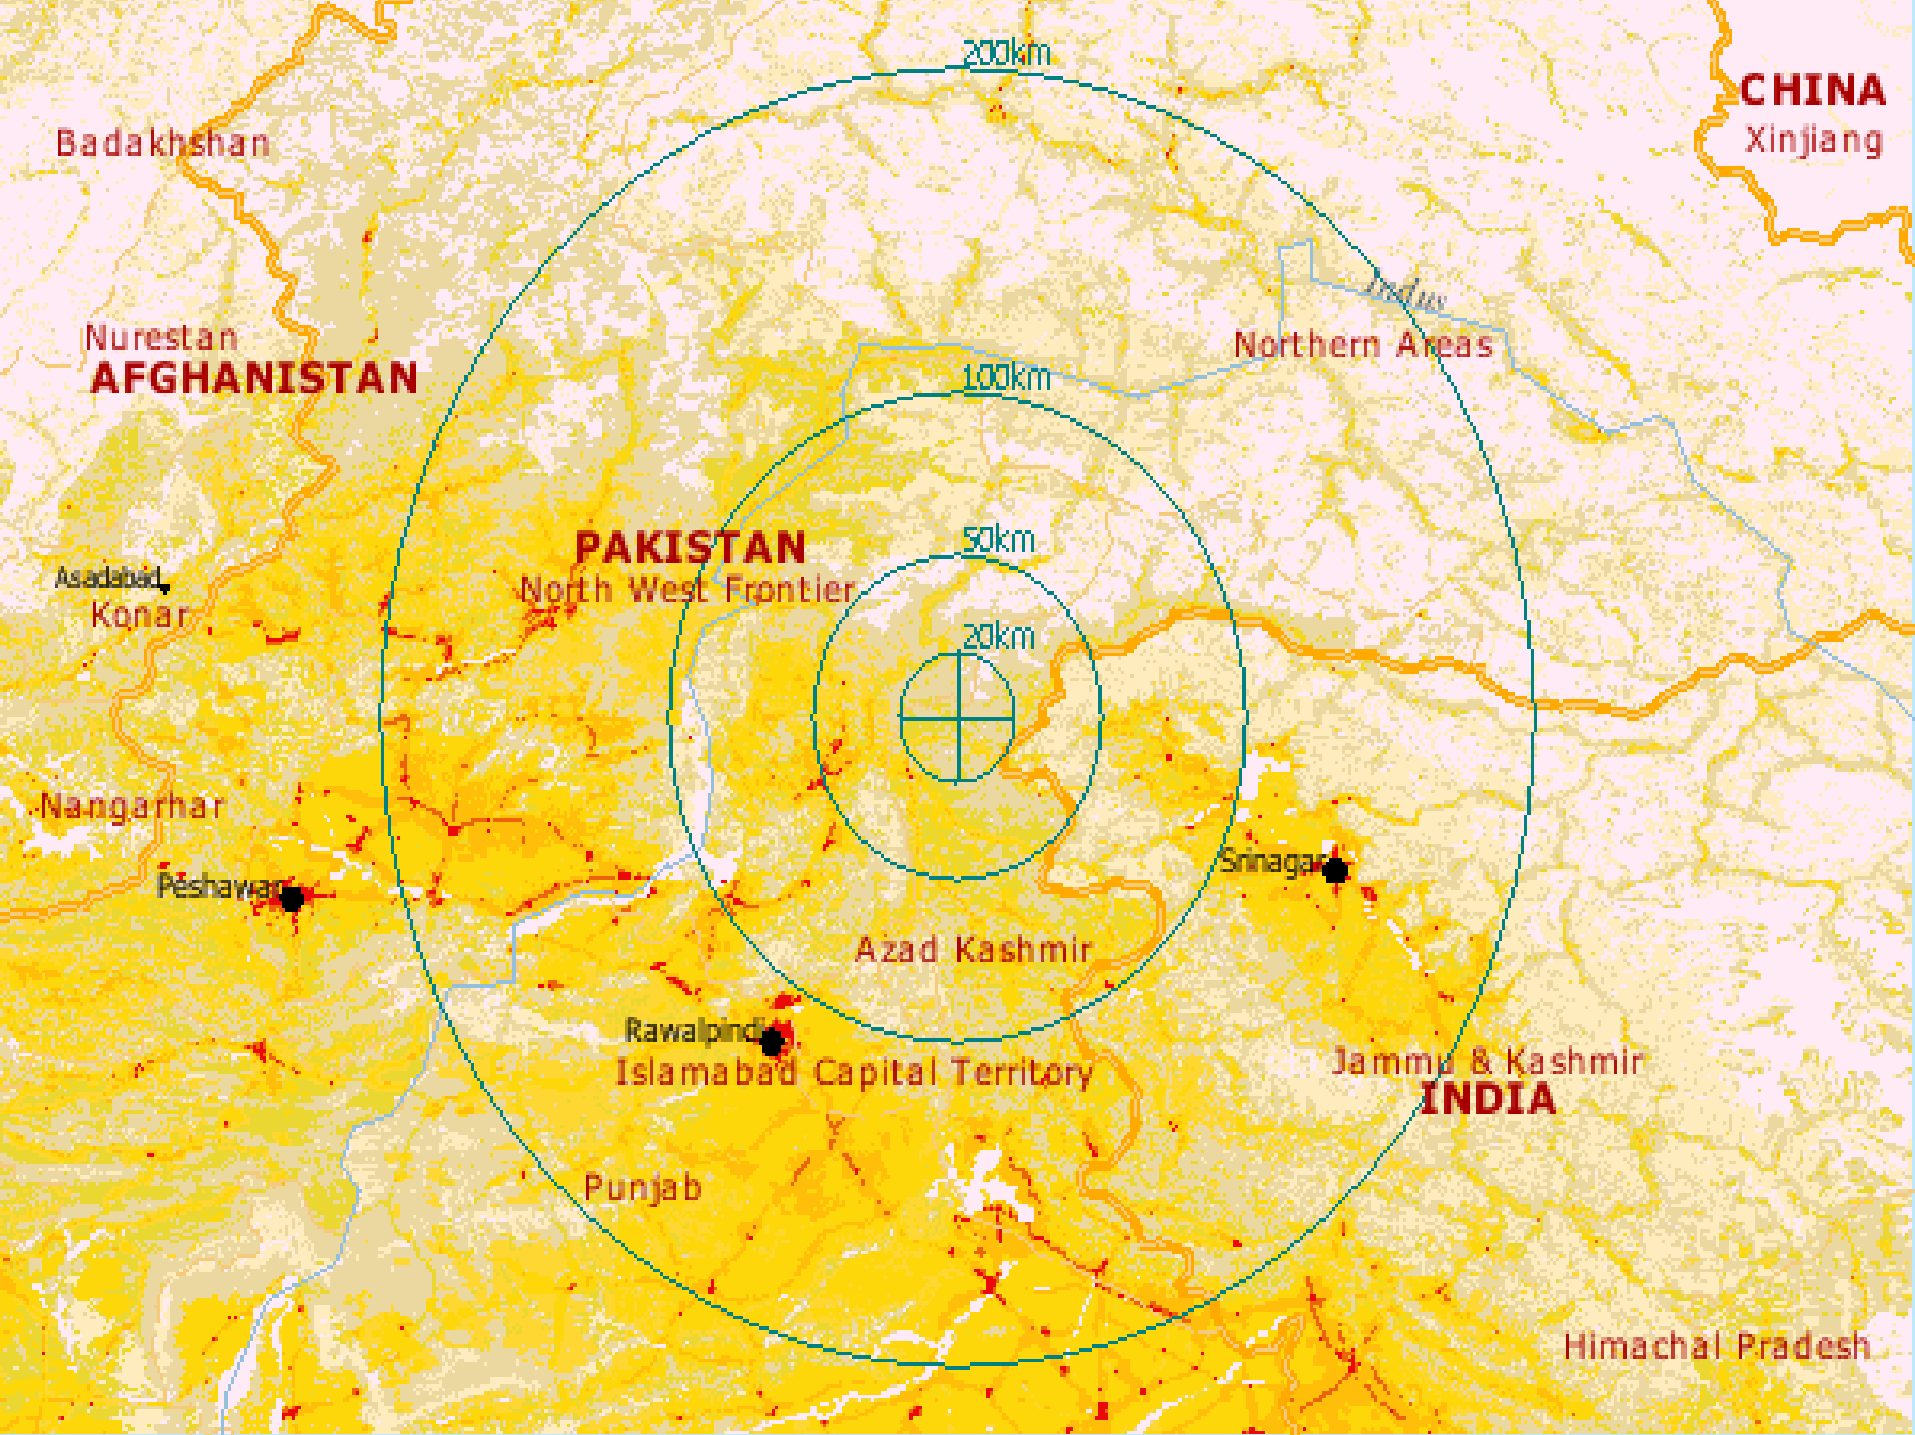 200km
CHINA
Xinjiang
Badakhshan
Indus
Nurestan
Northern Areas
AFGHANISTAN
100km
PAKISTAN
50km
Asadabad
North West Frontier
Konar
20km
Nangarhar
Srinagar
Peshawar
Azad Kashmir
Rawalpindi
Islamabad Capital Territory
Jammu & Kashmir
INDIA
Punjab
Himachal Pradesh